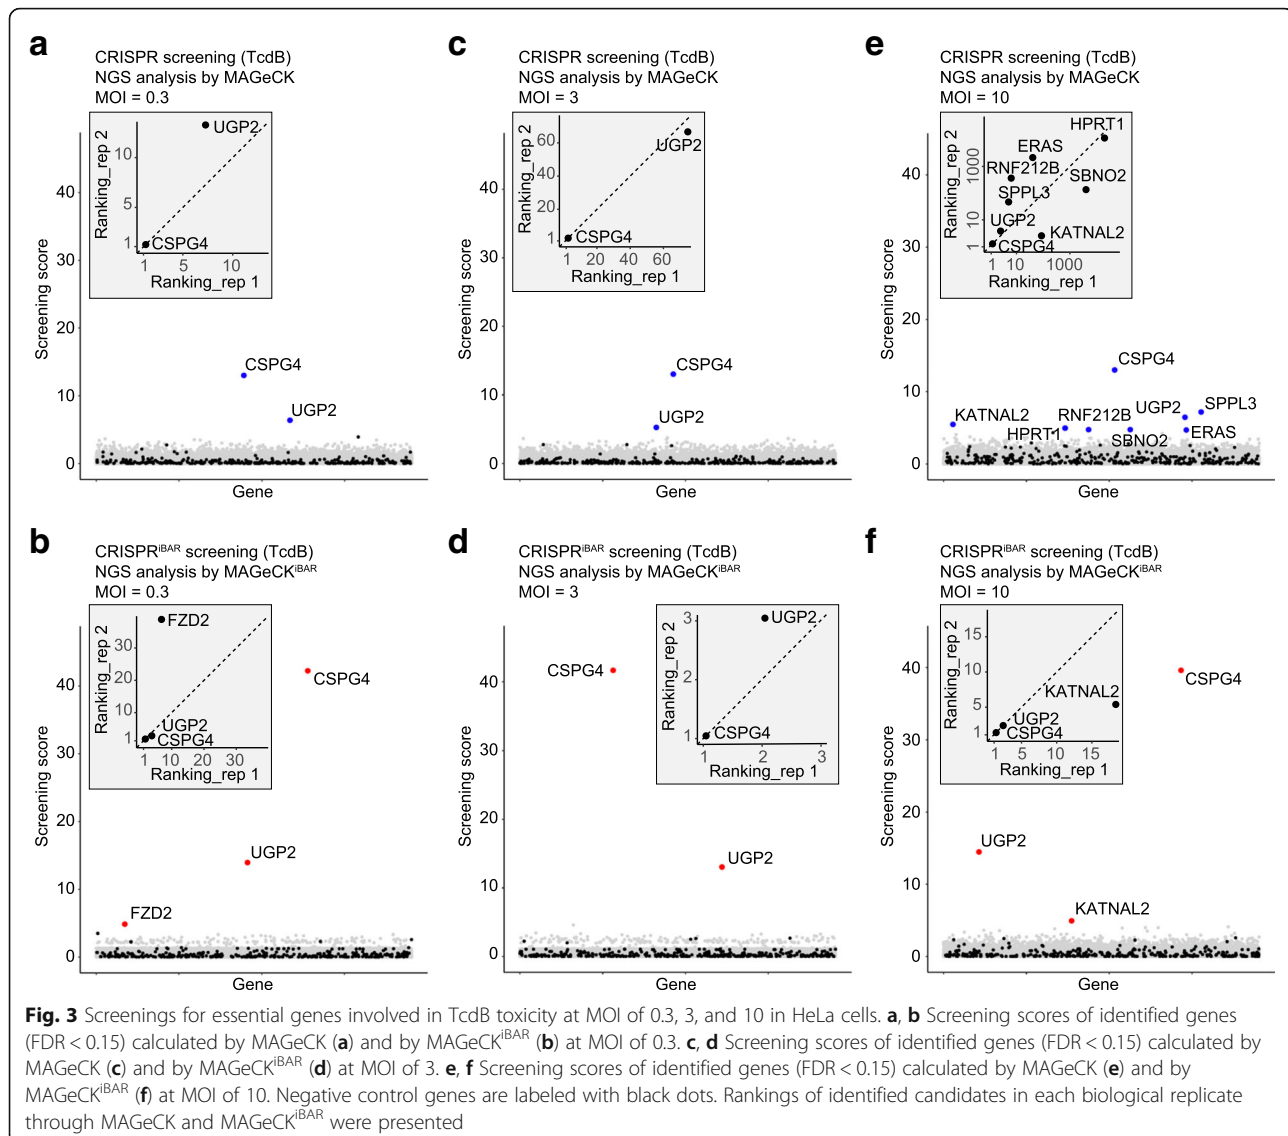 a
CRISPR screening (TcdB)
NGS analysis by MAGeCK
MOI = 0.3
Ranking_rep 2
10
5
1
UGP2
CSPG4
1 5 10
Ranking_rep 1
Screening score
40
30
20
10
0
CSPG4
UGP2
Gene
c
CRISPR screening (TcdB)
NGS analysis by MAGeCK
MOI = 3
Ranking_rep 2
60
40
20
1
UGP2
CSPG4
1 20 40 60
Ranking_rep 1
Screening score
40
30
20
10
0
CSPG4
UGP2
Gene
e
CRISPR screening (TcdB)
NGS analysis by MAGeCK
MOI = 10
Ranking_rep 2
1000
10
1
HPRT1
ERAS
RNF212B
SBNO2
SPPL3
UGP2
KATNAL2
CSPG4
1 10 1000
Ranking_rep 1
Screening score
40
30
20
10
0
CSPG4
KATNAL2
HPRT1
RNF212B
SBNO2
UGP2
SPPL3
ERAS
Gene
b
CRISPRiBAR screening (TcdB)
NGS analysis by MAGeCKiBAR
MOI = 0.3
Ranking_rep 2
30
20
10
1
FZD2
UGP2
CSPG4
1 10 20 30
Ranking_rep 1
Screening score
40
30
20
10
0
CSPG4
UGP2
FZD2
Gene
d
CRISPRiBAR screening (TcdB)
NGS analysis by MAGeCKiBAR
MOI = 3
Ranking_rep 2
3
2
1
UGP2
CSPG4
1 2 3
Ranking_rep 1
Screening score
40
30
20
10
0
CSPG4
UGP2
Gene
f
CRISPRiBAR screening (TcdB)
NGS analysis by MAGeCKiBAR
MOI = 10
Ranking_rep 2
15
10
5
1
KATNAL2
UGP2
CSPG4
1 5 10 15
Ranking_rep 1
Screening score
40
30
20
10
0
CSPG4
UGP2
KATNAL2
Gene
Fig. 3 Screenings for essential genes involved in TcdB toxicity at MOI of 0.3, 3, and 10 in HeLa cells. a, b Screening scores of identified genes
(FDR < 0.15) calculated by MAGeCK (a) and by MAGeCKiBAR (b) at MOI of 0.3. c, d Screening scores of identified genes (FDR < 0.15) calculated by
MAGeCK (c) and by MAGeCKiBAR (d) at MOI of 3. e, f Screening scores of identified genes (FDR < 0.15) calculated by MAGeCK (e) and by
MAGeCKiBAR (f) at MOI of 10. Negative control genes are labeled with black dots. Rankings of identified candidates in each biological replicate
through MAGeCK and MAGeCKiBAR were presented